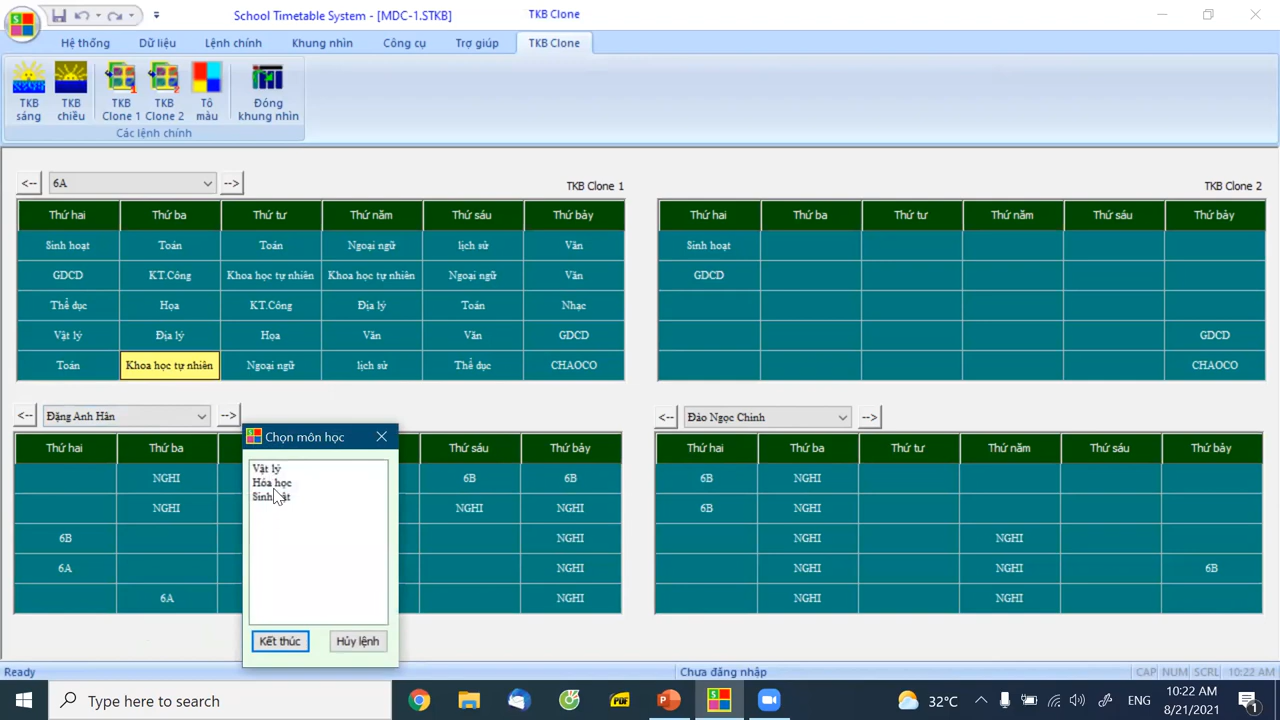 School Timetable System - [MDC-1.STKB]
TKB Clone
Hệ thống
Dữ liệu
Lệnh chính
Khung nhìn
Công cụ
Trợ giúp
TKB Clone
TKB sáng
TKB chiều
TKB Clone 1
TKB Clone 2
Tô màu
Đóng khung nhìn
Các lệnh chính
<-- 6A -->
TKB Clone 1
Thứ hai Thứ ba Thứ tư Thứ năm Thứ sáu Thứ bảy
Sinh hoạt Toán Toán Ngoại ngữ lịch sử Văn
GDCD KT.Công Khoa học tự nhiên Khoa học tự nhiên Ngoại ngữ Văn
Thể dục Họa KT.Công Địa lý Toán Nhạc
Vật lý Địa lý Họa Văn Văn GDCD
Toán Khoa học tự nhiên Ngoại ngữ lịch sử Thể dục CHAOCO
TKB Clone 2
Thứ hai Thứ ba Thứ tư Thứ năm Thứ sáu Thứ bảy
Sinh hoạt
GDCD
GDCD
CHAOCO
<-- Đặng Anh Hân -->
Thứ hai Thứ ba Thứ sáu Thứ bảy
NGHI 6B 6B
NGHI NGHI NGHI
6B NGHI
6A NGHI
6A NGHI
Chọn môn học
Vật lý
Hóa học
Kết thúc Hủy lệnh
<-- Đào Ngọc Chinh -->
Thứ hai Thứ ba Thứ tư Thứ năm Thứ sáu Thứ bảy
6B NGHI
6B NGHI
NGHI NGHI
NGHI NGHI 6B
NGHI NGHI
Ready
Chưa đăng nhập
CAP NUM SCRL 10:22 AM
Type here to search
PDF
32°C
ENG
10:22 AM
8/21/2021
1